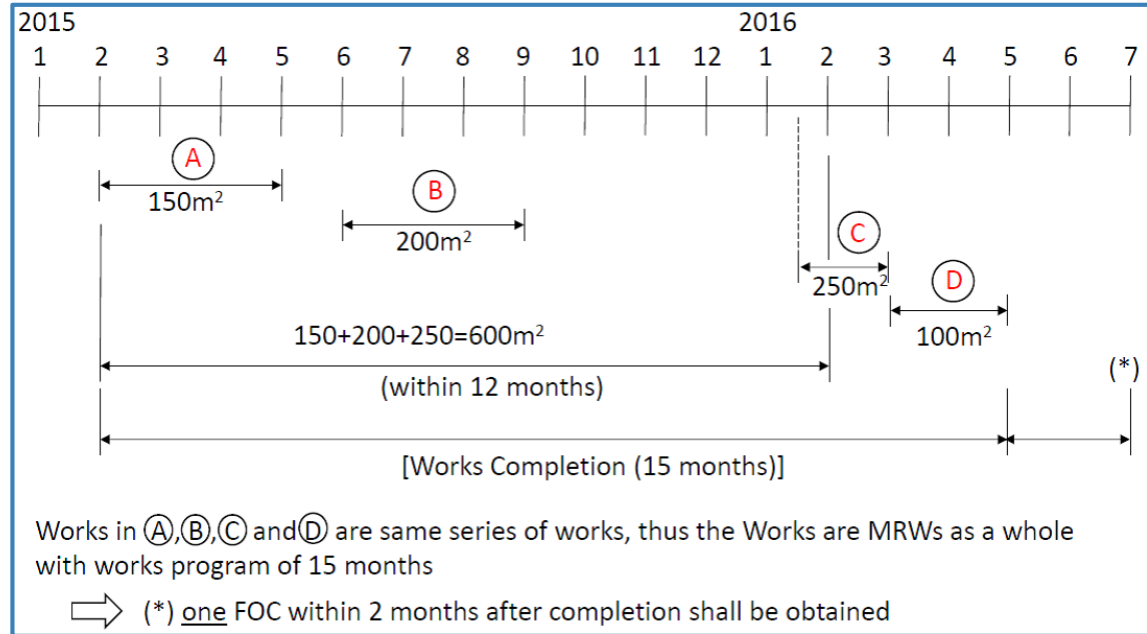 2015 2016
1 2 3 4 5 6 7 8 9 10 11 12 1 2 3 4 5 6 7
A
150m²
B
200m²
C
250m²
D
100m²
150+200+250=600m²
(within 12 months)
(*)
[Works Completion (15 months)]
Works in Ⓐ,Ⓑ,Ⓒ andⒹ are same series of works, thus the Works are MRWs as a whole
with works program of 15 months
(*) one FOC within 2 months after completion shall be obtained